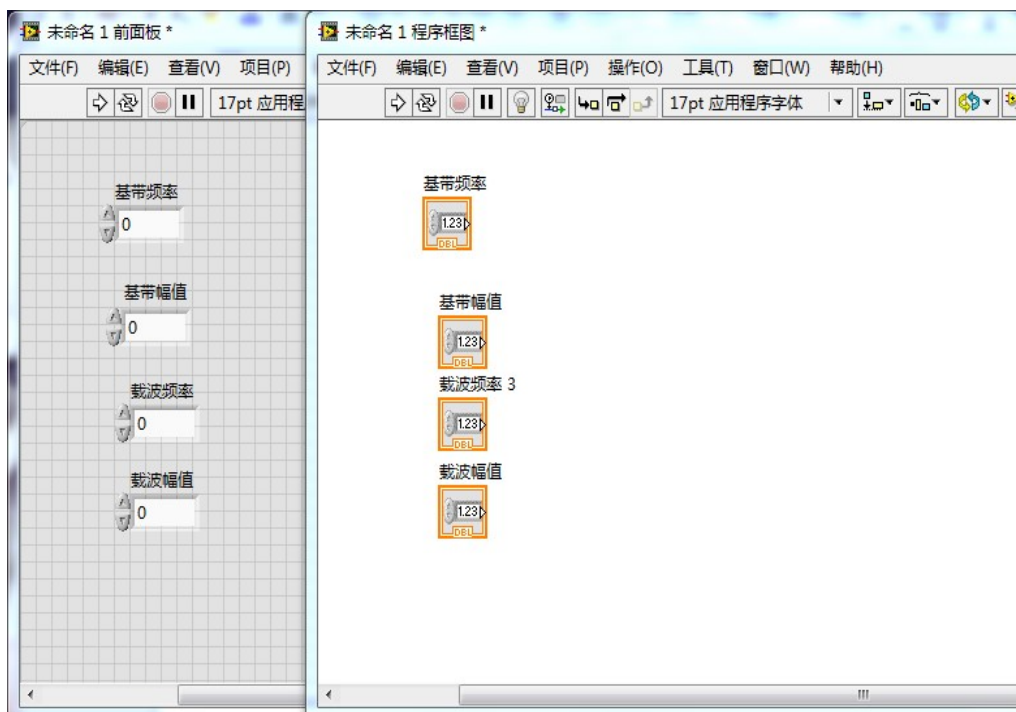 未命名 1 前面板 *
文件(F) 编辑(E) 查看(V) 项目(P)
17pt 应用程
基带频率
0
基带幅值
0
载波频率
0
载波幅值
0
未命名 1 程序框图 *
文件(F) 编辑(E) 查看(V) 项目(P) 操作(O) 工具(T) 窗口(W) 帮助(H)
17pt 应用程序字体
基带频率
1.23
DBL
基带幅值
1.23
DBL
载波频率 3
1.23
DBL
载波幅值
1.23
DBL